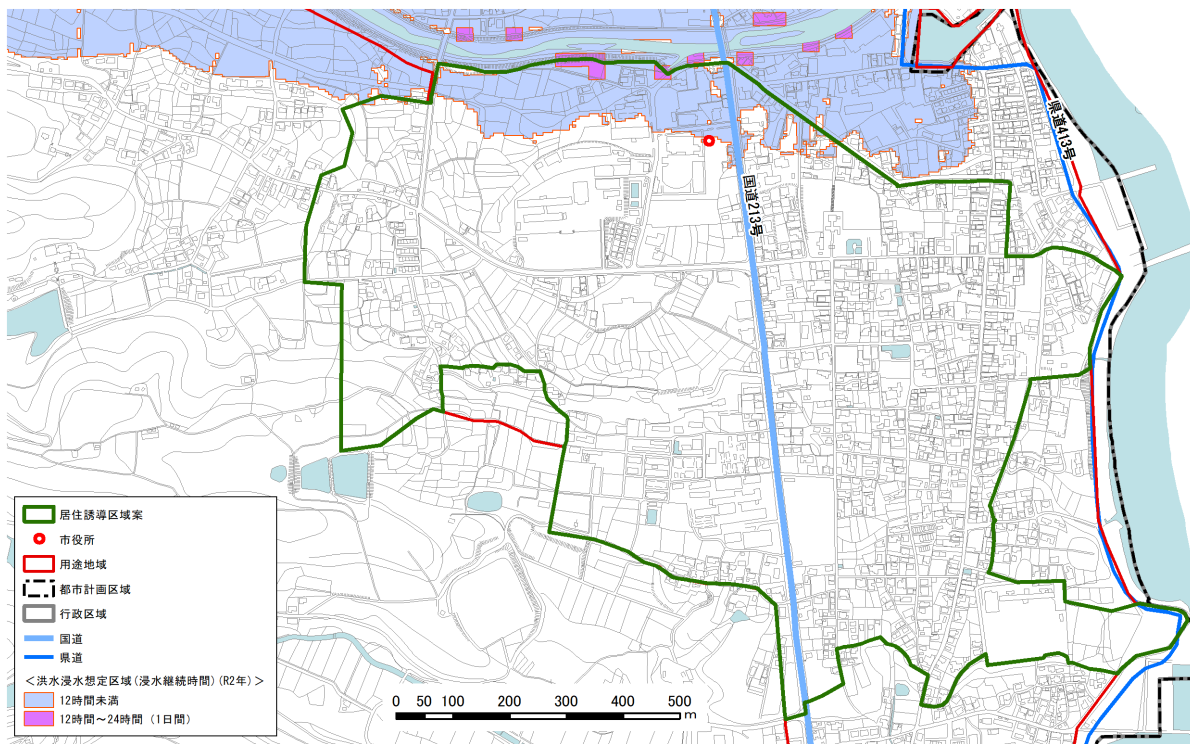 県道413号
国道213号
居住誘導区域案
市役所
用途地域
都市計画区域
行政区域
国道
県道
<洪水浸水想定区域(浸水継続時間)(R2年)>
12時間未満
12時間~24時間 (1日間)
0 50 100 200 300 400 500
m